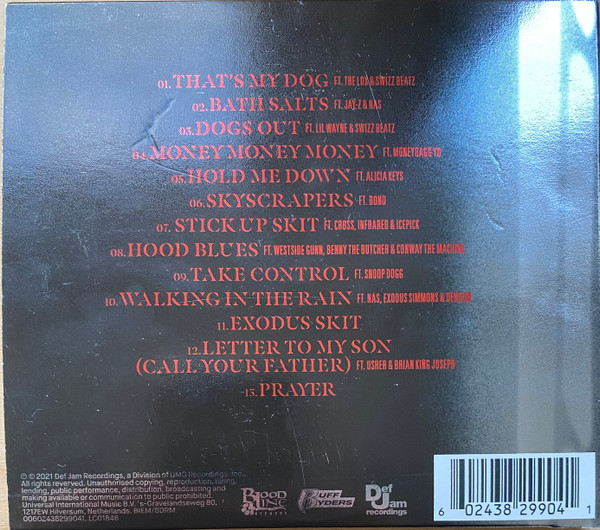 01. THAT'S MY DOG FT. THE LOX & SWIZZ BEATZ
02. BATH SALTS FT. JAY-Z & NAS
03. DOGS OUT FT. LIL WAYNE & SWIZZ BEATZ
04. MONEY MONEY MONEY FT. MONEYBAGG YO
05. HOLD ME DOWN FT. ALICIA KEYS
06. SKYSCRAPERS FT. BONO
07. STICK UP SKIT FT. CROSS, INFRARED & ICEPICK
08. HOOD BLUES FT. WESTSIDE GUNN, BENNY THE BUTCHER & CONWAY THE MACHINE
09. TAKE CONTROL FT. SNOOP DOGG
10. WALKING IN THE RAIN FT. NAS, EXODUS SIMMONS & DENAUN
11. EXODUS SKIT
12. LETTER TO MY SON
(CALL YOUR FATHER) FT. USHER & BRIAN KING JOSEPH
13. PRAYER
℗ © 2021 Def Jam Recordings, a Division of UMG Recordings, Inc.,
All rights reserved. Unauthorised copying, reproduction, hiring,
lending, public performance, distribution, broadcasting and
making available or communication to public prohibited.
Universal International Music B.V. 's-Gravelandseweg 80,
1217EW Hilversum, Netherlands. BIEM/SDRM
00602438299041. LC01846
BLOOD LINE RECORDS
RUFF RYDERS
Def Jam recordings
6 02438 29904 1